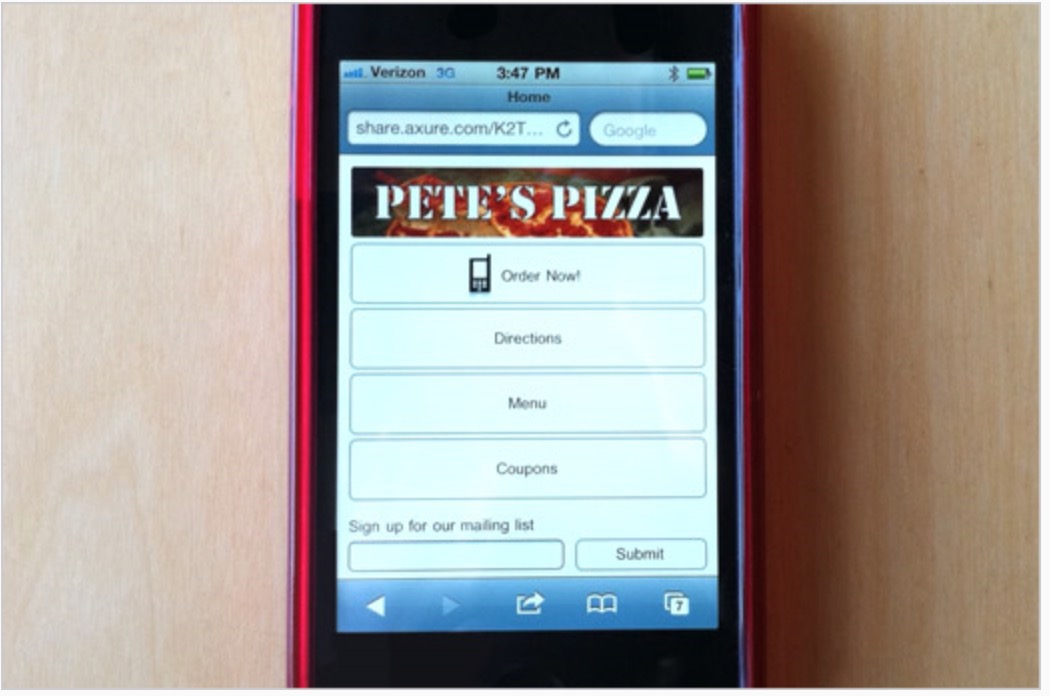 Verizon 3G 3:47 PM
Home
share.axure.com/K2T... Google
PETE'S PIZZA
Order Now!
Directions
Menu
Coupons
Sign up for our mailing list
Submit
7